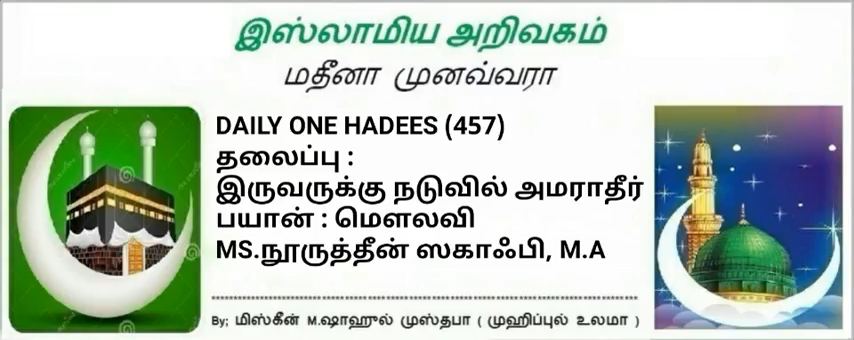 இஸ்லாமிய அறிவகம்
மதீனா முனவ்வரா
DAILY ONE HADEES (457)
தலைப்பு :
இருவருக்கு நடுவில் அமராதீர்
பயான் : மௌலவி
MS.நூருத்தீன் ஸகாஃபி, M.A
By; மிஸ்கீன் M.ஷாஹுல் முஸ்தபா ( முஹிப்புல் உலமா )